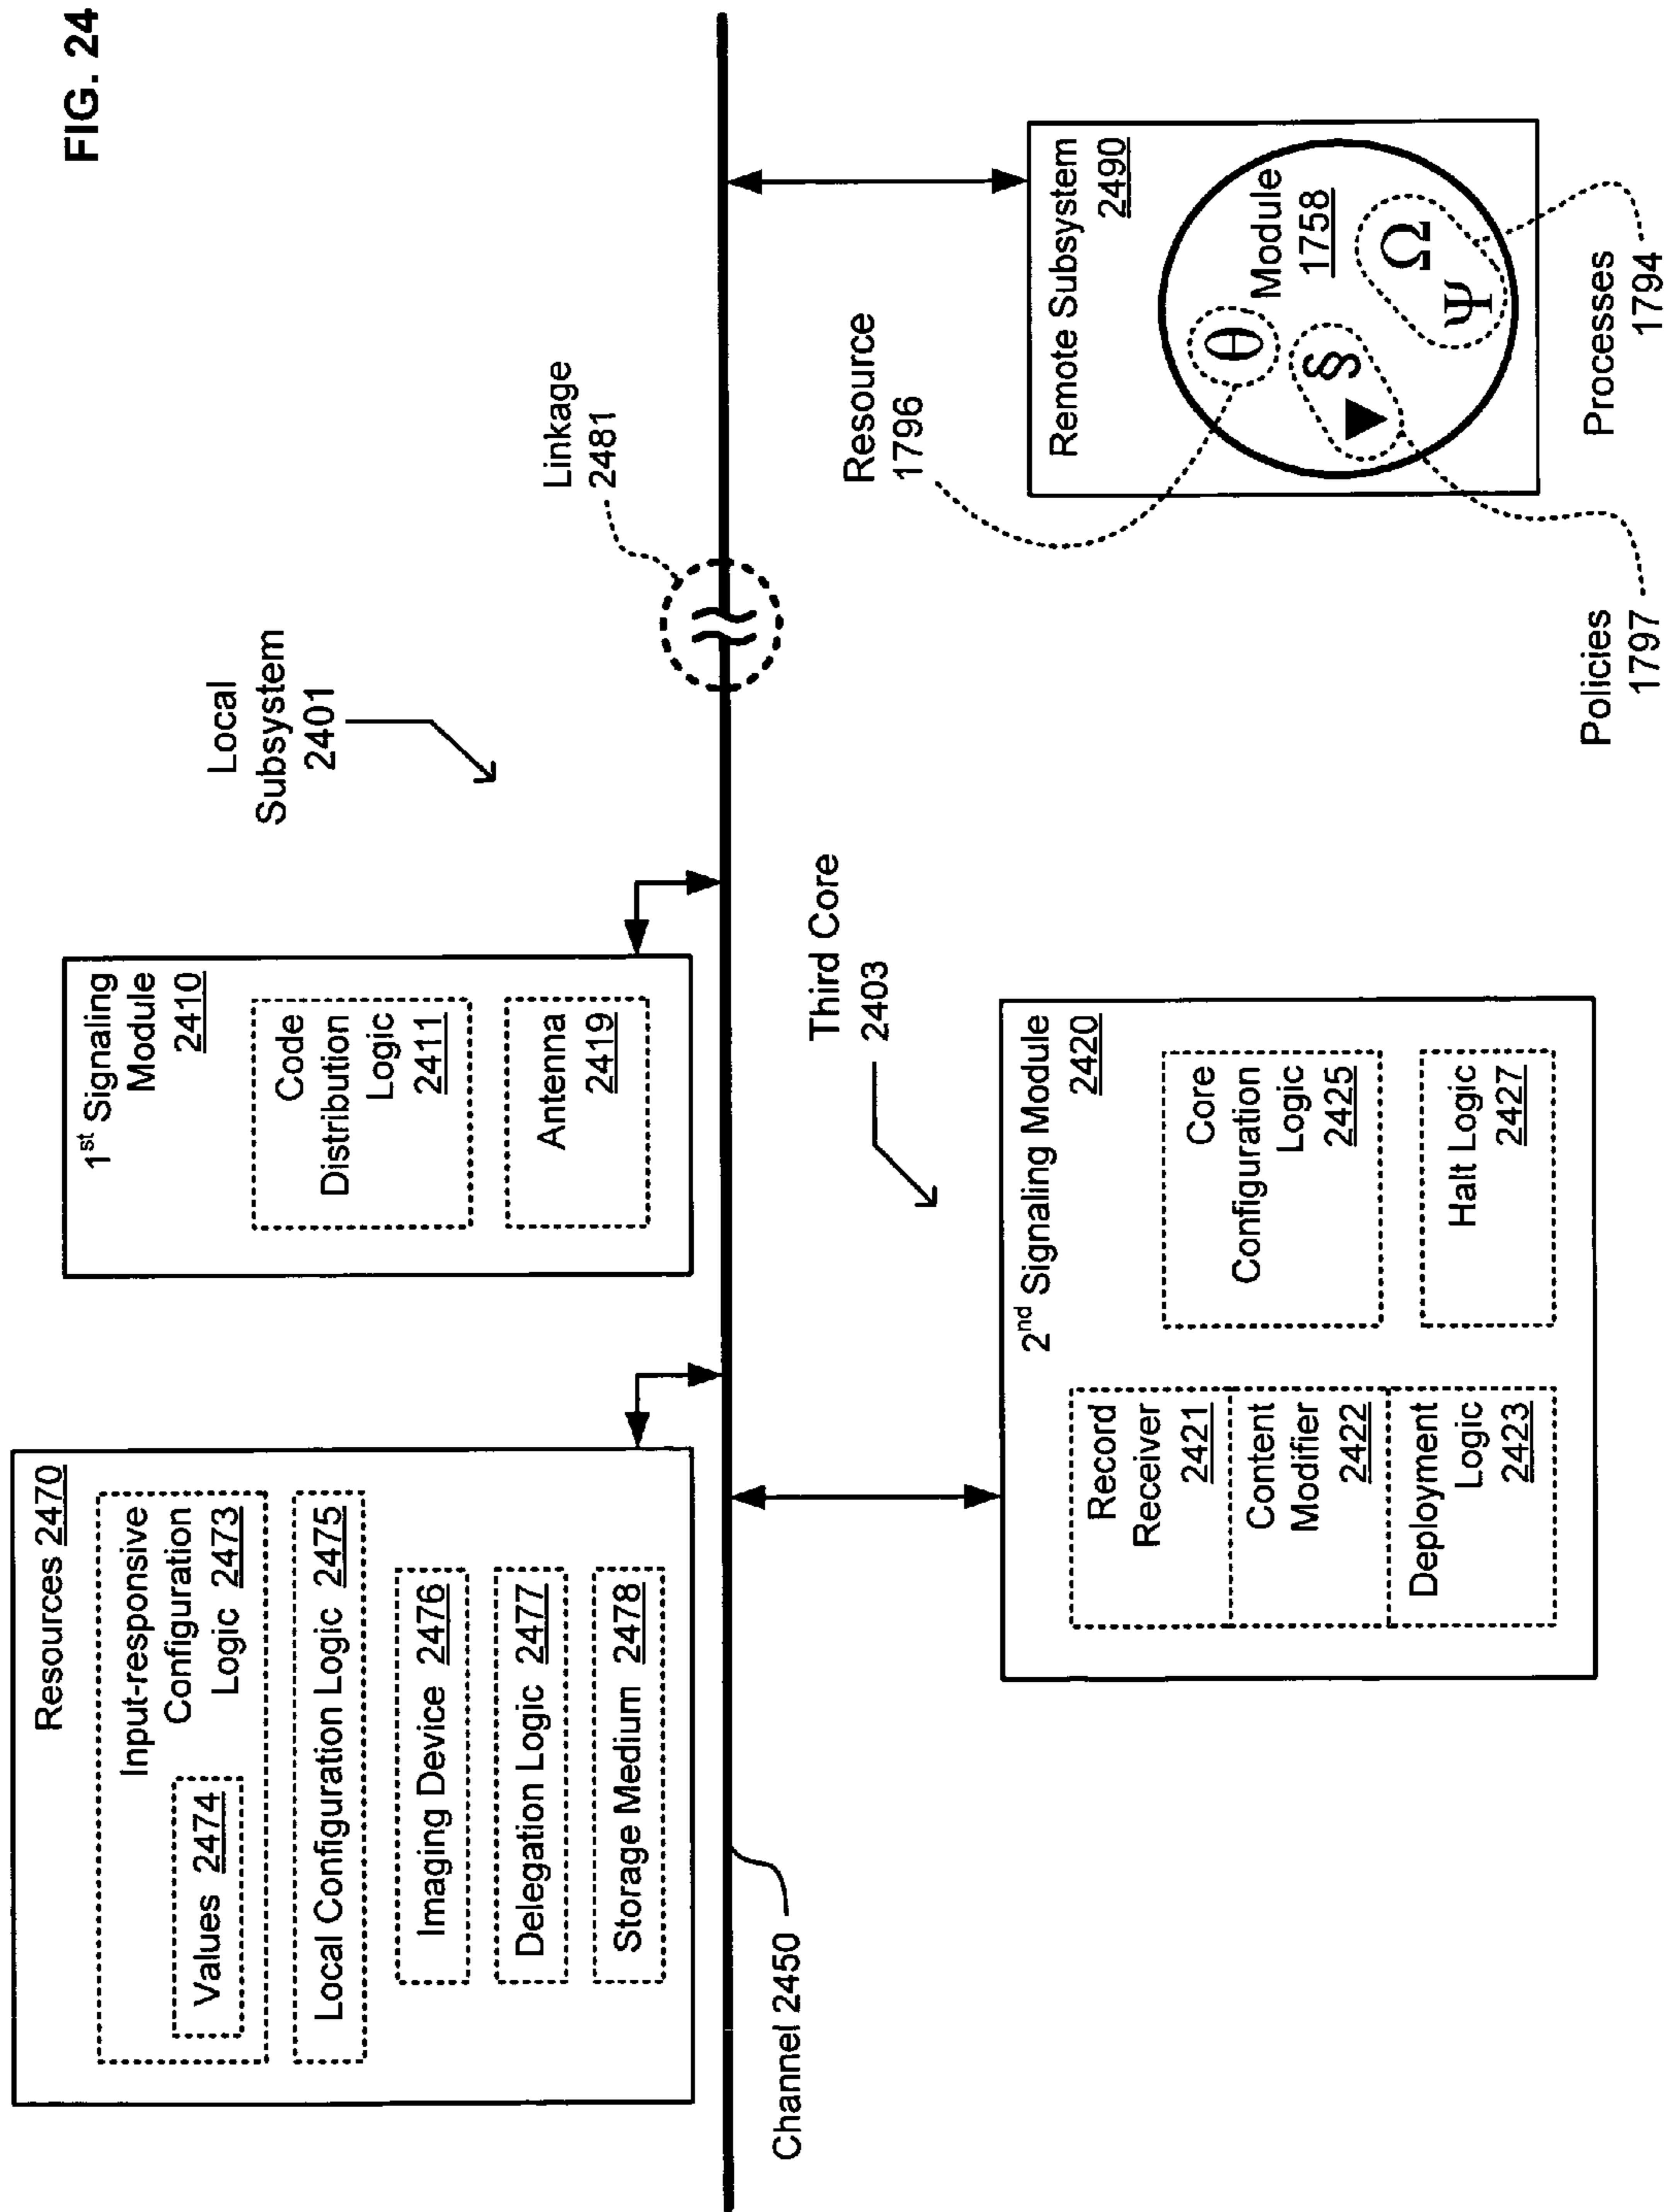 FIG. 24
Resources 2470
Input-responsive
Configuration
Logic 2473
Values 2474
Local Configuration Logic 2475
Imaging Device 2476
Delegation Logic 2477
Storage Medium 2478
1st Signaling
Module
2410
Code
Distribution
Logic
2411
Antenna
2419
Local
Subsystem
2401
Linkage
2481
Channel 2450
Third Core
2403
2nd Signaling Module
2420
Record
Receiver
2421
Content
Modifier
2422
Deployment
Logic
2423
Core
Configuration
Logic
2425
Halt Logic
2427
Resource
1796
Remote Subsystem
2490
Module
1758
θ
▲ §
Ψ Ω
Policies
1797
Processes
1794